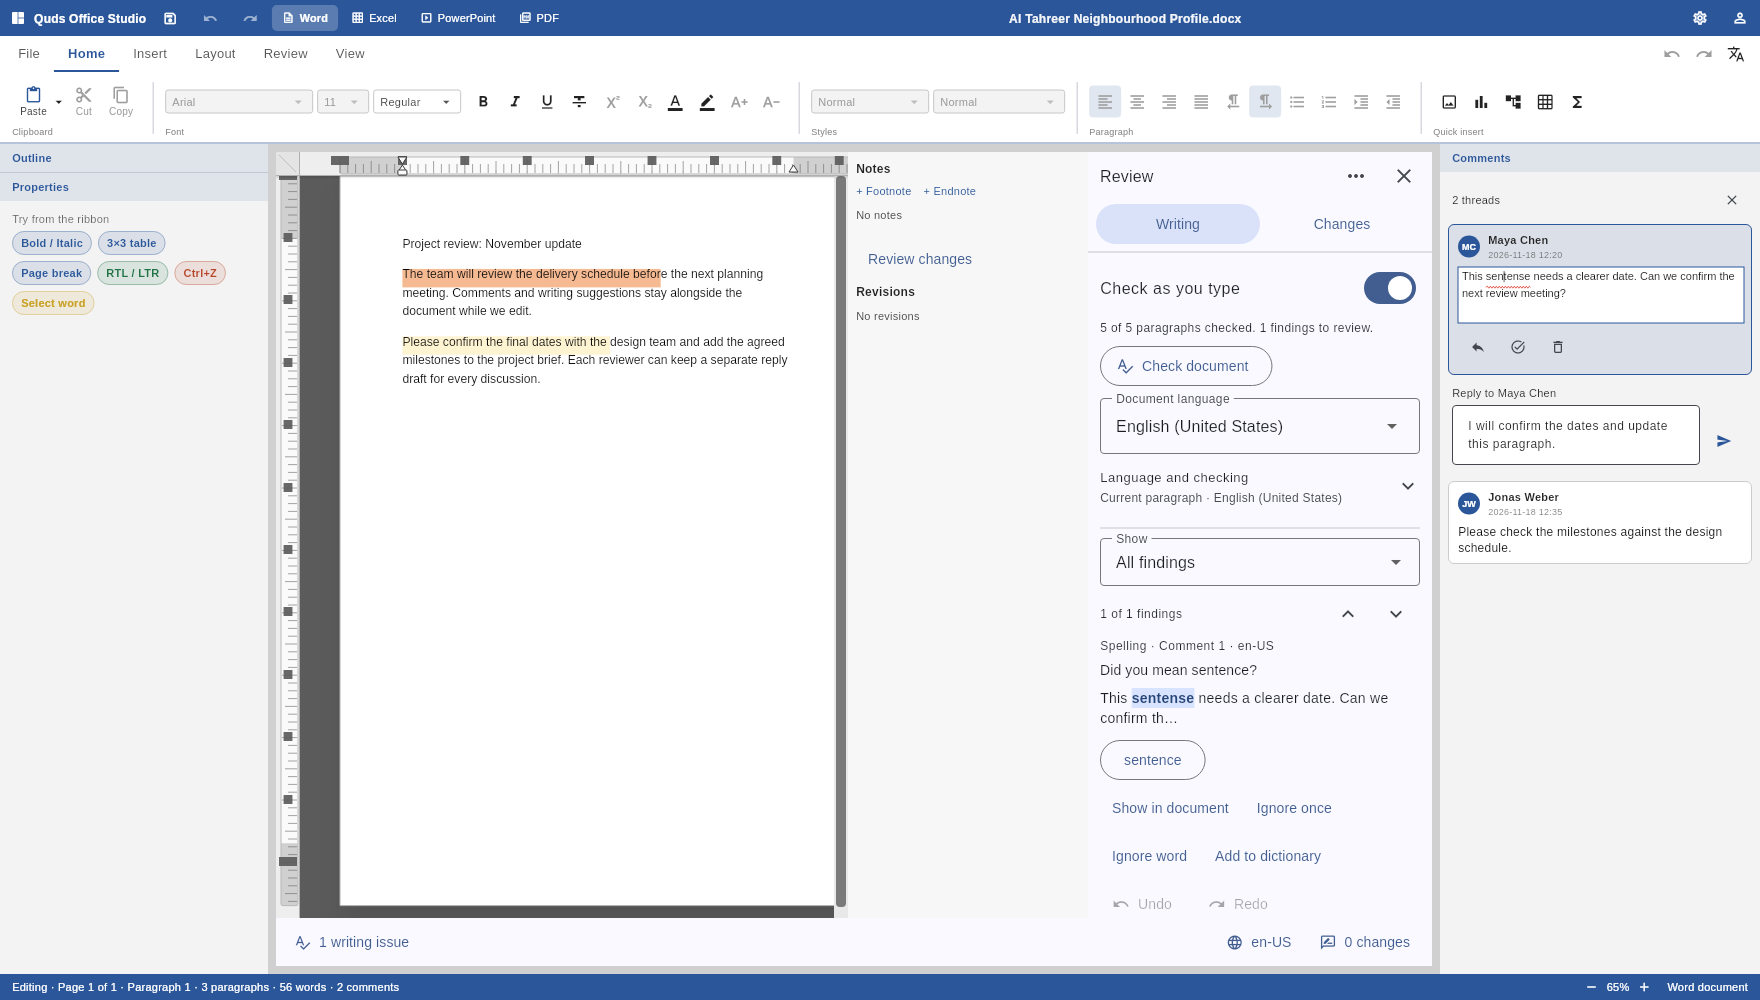 Quds Office Studio
Word
Excel
PowerPoint
PDF
AI Tahreer Neighbourhood Profile.docx
File
Home
Insert
Layout
Review
View
Paste
Cut
Copy
Clipboard
Arial
11
Regular
Font
Normal
Normal
Styles
Paragraph
Quick insert
Outline
Properties
Try from the ribbon
Bold / Italic
3×3 table
Page break
RTL / LTR
Ctrl+Z
Select word
Project review: November update
The team will review the delivery schedule before the next planning
meeting. Comments and writing suggestions stay alongside the
document while we edit.
Please confirm the final dates with the design team and add the agreed
milestones to the project brief. Each reviewer can keep a separate reply
draft for every discussion.
Notes
+ Footnote
+ Endnote
No notes
Review changes
Revisions
No revisions
Review
Writing
Changes
Check as you type
5 of 5 paragraphs checked. 1 findings to review.
Check document
Document language
English (United States)
Language and checking
Current paragraph · English (United States)
Show
All findings
1 of 1 findings
Spelling · Comment 1 · en-US
Did you mean sentence?
This sentense needs a clearer date. Can we
confirm th…
sentence
Show in document
Ignore once
Ignore word
Add to dictionary
Undo
Redo
1 writing issue
en-US
0 changes
Comments
2 threads
MC
Maya Chen
2026-11-18 12:20
This sentense needs a clearer date. Can we confirm the
next review meeting?
Reply to Maya Chen
I will confirm the dates and update
this paragraph.
JW
Jonas Weber
2026-11-18 12:35
Please check the milestones against the design
schedule.
Editing · Page 1 of 1 · Paragraph 1 · 3 paragraphs · 56 words · 2 comments
65%
Word document